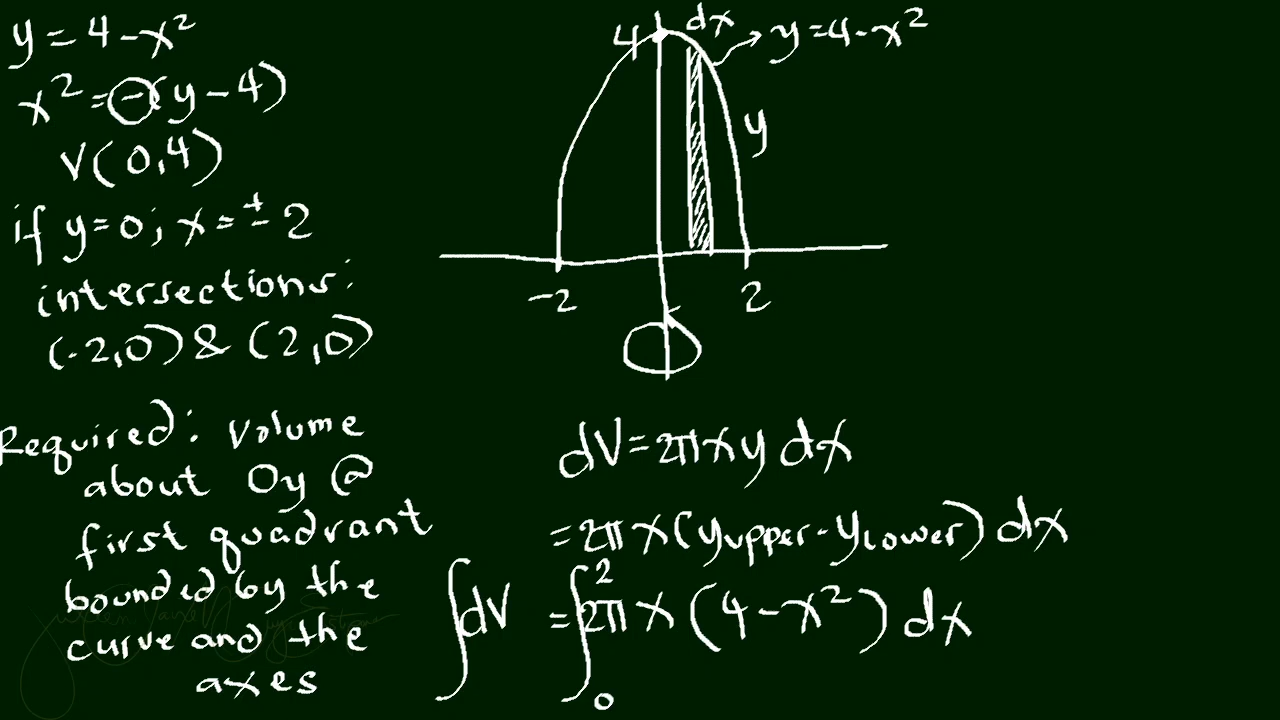 y = 4 - x²
x² = -(y - 4)
V(0,4)
if y=0; x=± 2
intersections:
(-2,0) & (2,0)
Required: volume
about Oy @
first quadrant
bounded by the
curve and the
axes
dx
4
y = 4 - x²
y
-2
2
dV = 2πxy dx
= 2πx(yupper - ylower) dx
∫dV = ∫₀² 2πx (4 - x²) dx